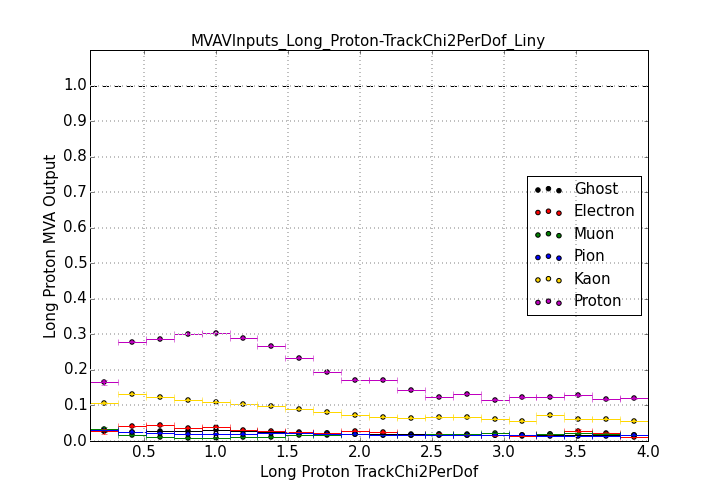 MVAVInputs_Long_Proton-TrackChi2PerDof_Liny
Long Proton MVA Output
1.0
0.9
0.8
0.7
0.6
0.5
0.4
0.3
0.2
0.1
0.0
Ghost
Electron
Muon
Pion
Kaon
Proton
0.5 1.0 1.5 2.0 2.5 3.0 3.5 4.0
Long Proton TrackChi2PerDof